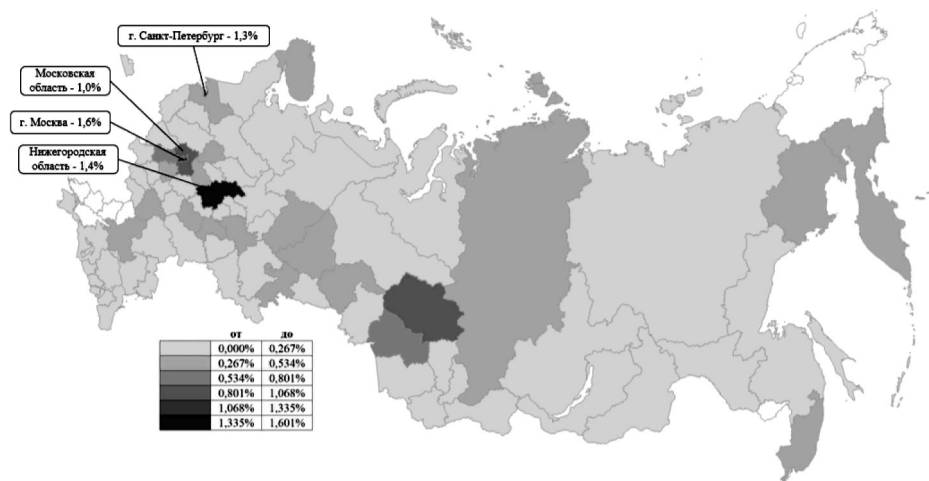 г. Санкт-Петербург - 1,3%
Московская
область - 1,0%
г. Москва - 1,6%
Нижегородская
область - 1,4%
от до
0,000% 0,267%
0,267% 0,534%
0,534% 0,801%
0,801% 1,068%
1,068% 1,335%
1,335% 1,601%